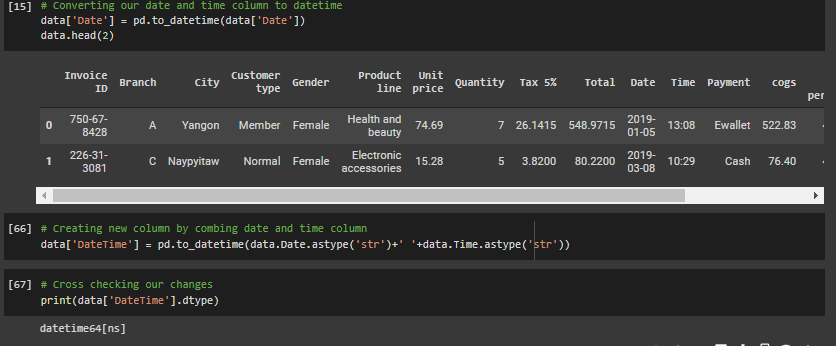 [15] # Converting our date and time column to datetime
data['Date'] = pd.to_datetime(data['Date'])
data.head(2)
Invoice ID Branch City Customer type Gender Product line Unit price Quantity Tax 5% Total Date Time Payment cogs per
0 750-67-8428 A Yangon Member Female Health and beauty 74.69 7 26.1415 548.9715 2019-01-05 13:08 Ewallet 522.83
1 226-31-3081 C Naypyitaw Normal Female Electronic accessories 15.28 5 3.8200 80.2200 2019-03-08 10:29 Cash 76.40
[66] # Creating new column by combing date and time column
data['DateTime'] = pd.to_datetime(data.Date.astype('str')+' '+data.Time.astype('str'))
[67] # Cross checking our changes
print(data['DateTime'].dtype)
datetime64[ns]